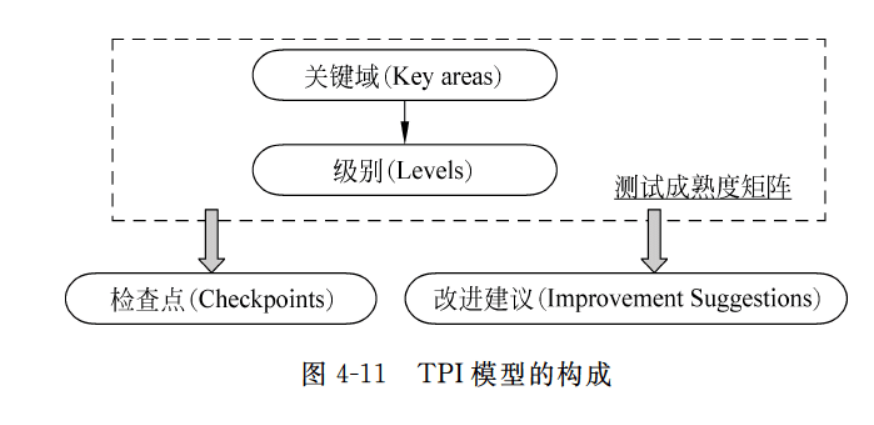 关键域(Key areas)
级别(Levels)
测试成熟度矩阵
检查点(Checkpoints)
改进建议(Improvement Suggestions)
图 4-11 TPI 模型的构成